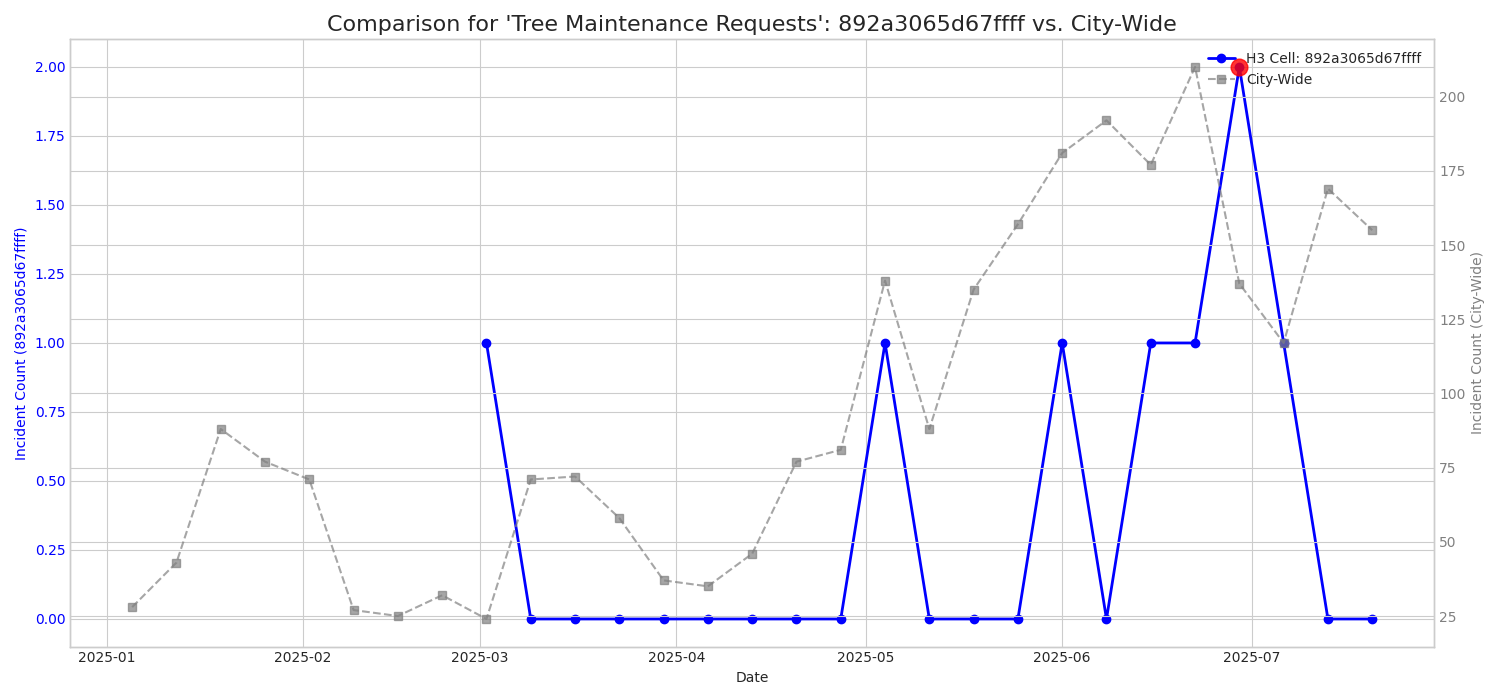 Comparison for 'Tree Maintenance Requests': 892a3065d67ffff vs. City-Wide
H3 Cell: 892a3065d67ffff
City-Wide
Incident Count (892a3065d67ffff)
2.00
1.75
1.50
1.25
1.00
0.75
0.50
0.25
0.00
200
175
150
125
100
75
50
25
Incident Count (City-Wide)
2025-01 2025-02 2025-03 2025-04 2025-05 2025-06 2025-07
Date